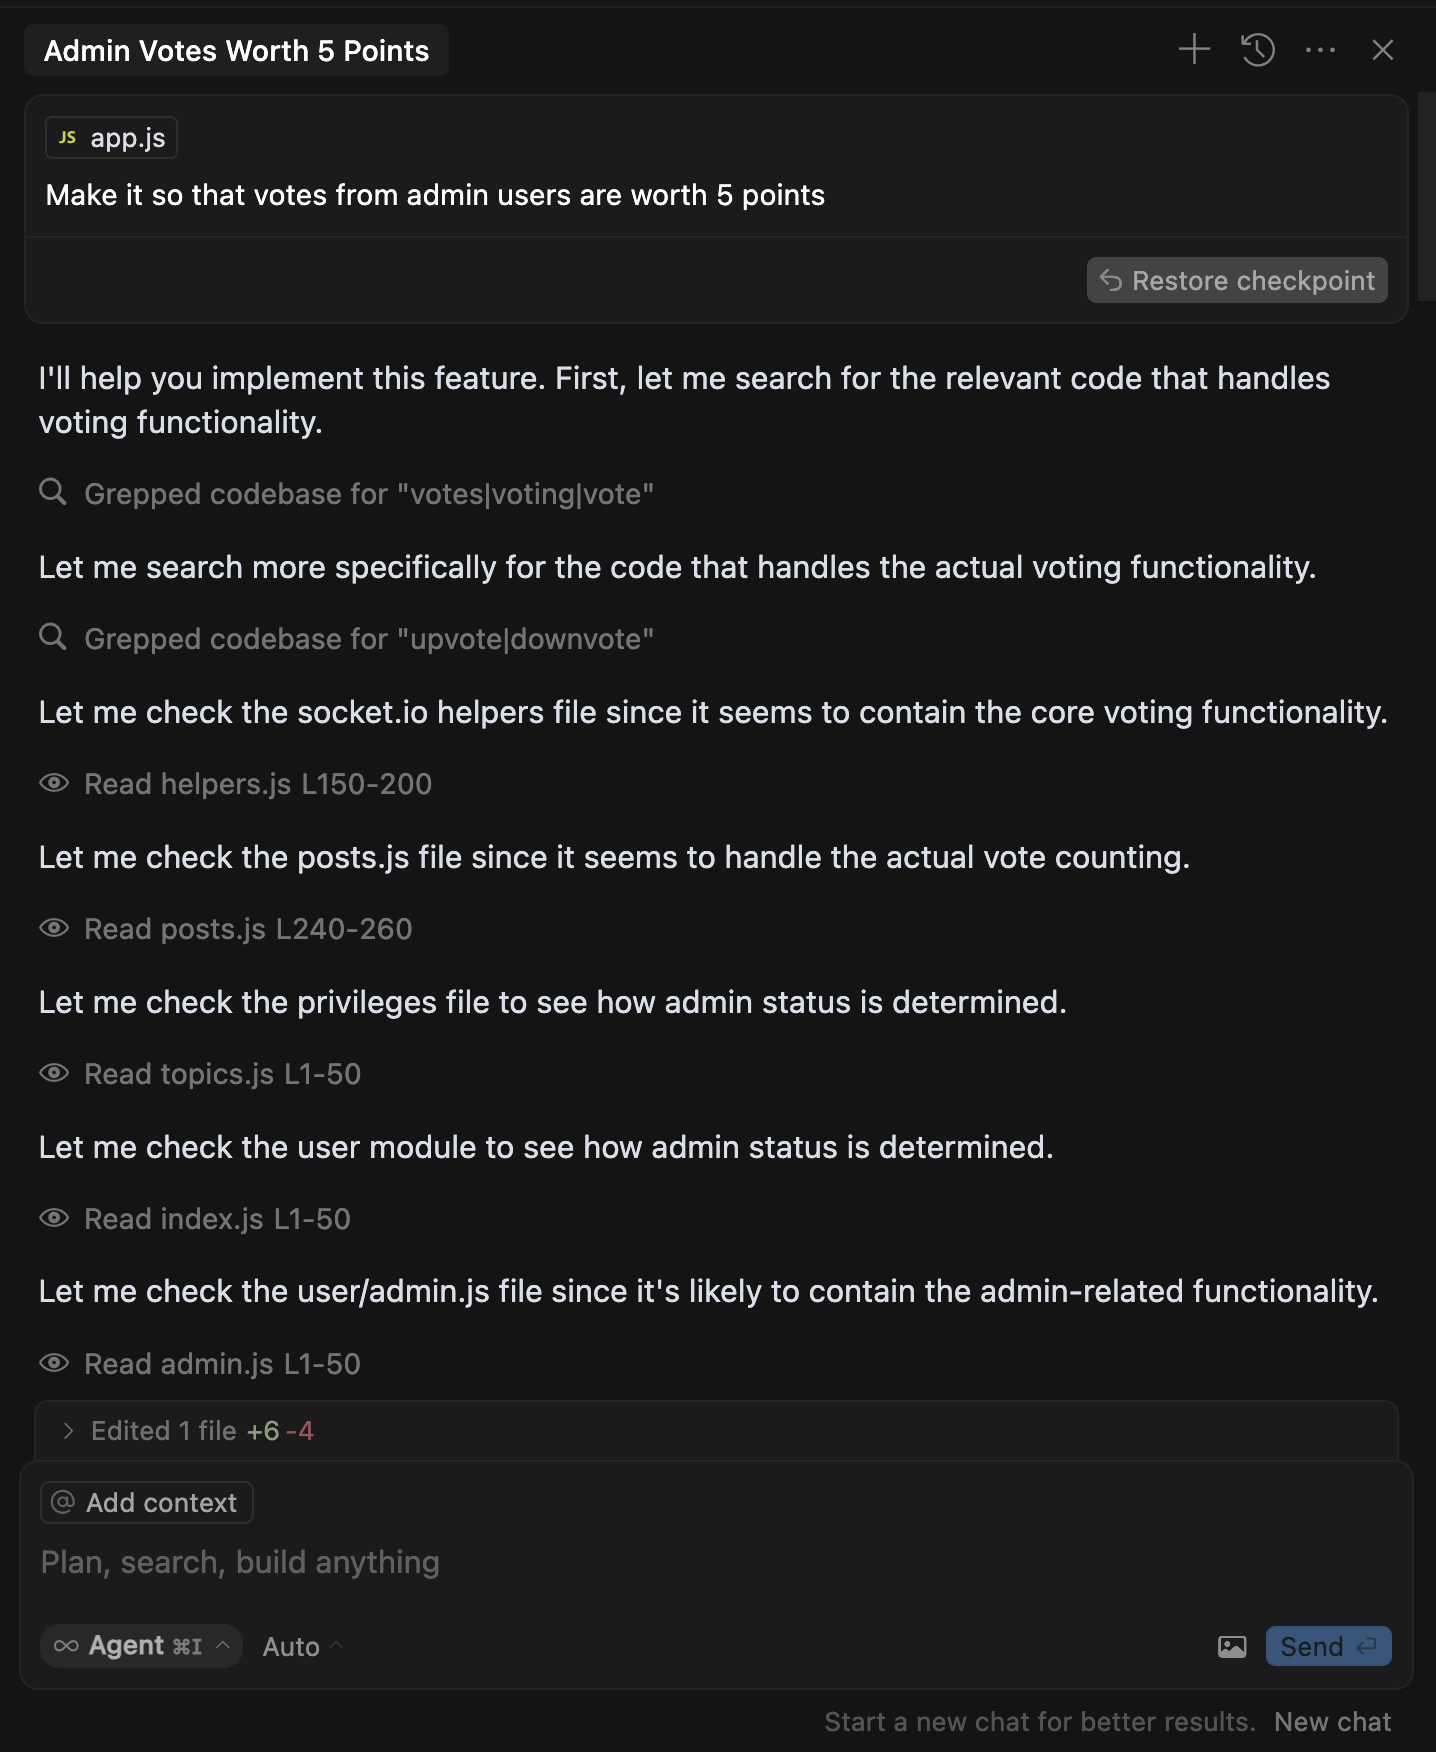 Admin Votes Worth 5 Points
JS app.js
Make it so that votes from admin users are worth 5 points
Restore checkpoint
I'll help you implement this feature. First, let me search for the relevant code that handles
voting functionality.
Grepped codebase for "votes|voting|vote"
Let me search more specifically for the code that handles the actual voting functionality.
Grepped codebase for "upvote|downvote"
Let me check the socket.io helpers file since it seems to contain the core voting functionality.
Read helpers.js L150-200
Let me check the posts.js file since it seems to handle the actual vote counting.
Read posts.js L240-260
Let me check the privileges file to see how admin status is determined.
Read topics.js L1-50
Let me check the user module to see how admin status is determined.
Read index.js L1-50
Let me check the user/admin.js file since it's likely to contain the admin-related functionality.
Read admin.js L1-50
Edited 1 file +6 -4
@ Add context
Plan, search, build anything
∞ Agent ⌘I Auto Send
Start a new chat for better results. New chat